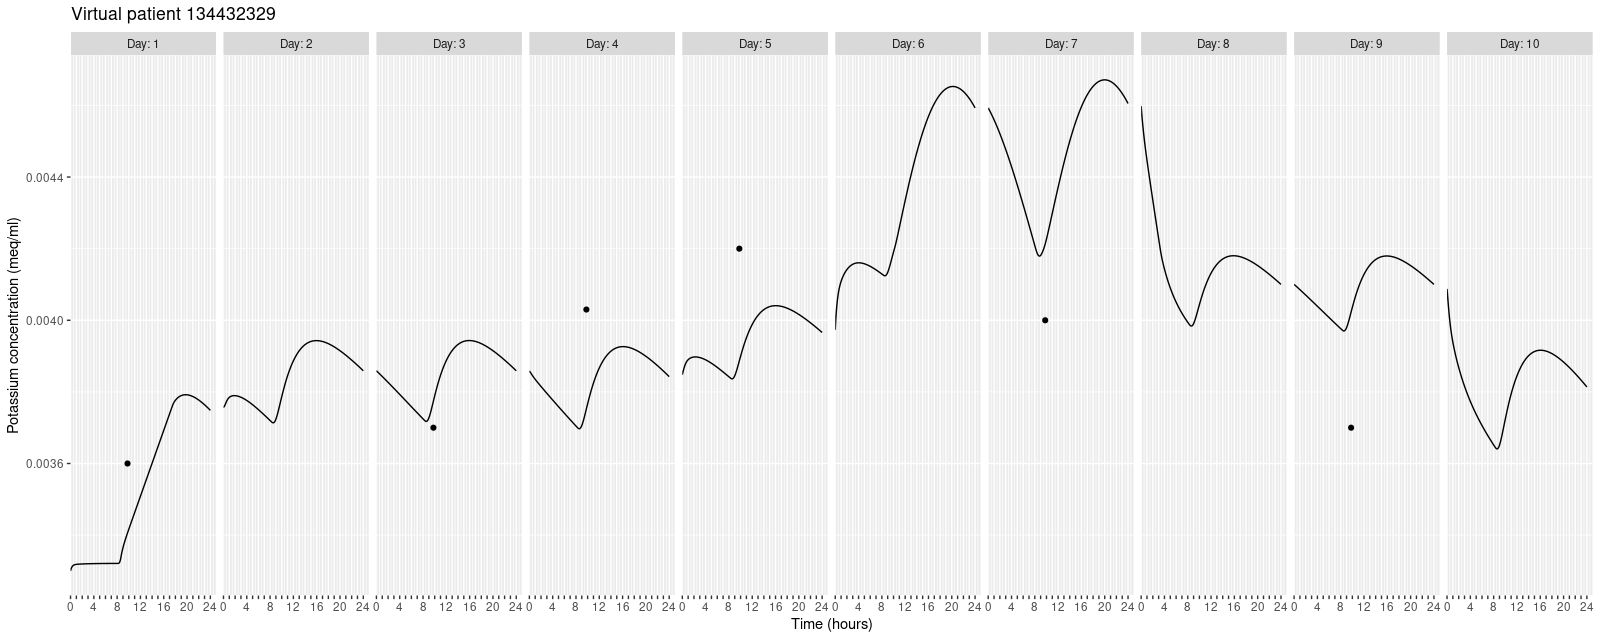 Virtual patient 134432329
Day: 1 Day: 2 Day: 3 Day: 4 Day: 5 Day: 6 Day: 7 Day: 8 Day: 9 Day: 10
Potassium concentration (meq/ml)
0.0044
0.0040
0.0036
0 4 8 12 16 20 24 0 4 8 12 16 20 24 0 4 8 12 16 20 24 0 4 8 12 16 20 24 0 4 8 12 16 20 24 0 4 8 12 16 20 24 0 4 8 12 16 20 24 0 4 8 12 16 20 24 0 4 8 12 16 20 24 0 4 8 12 16 20 24
Time (hours)